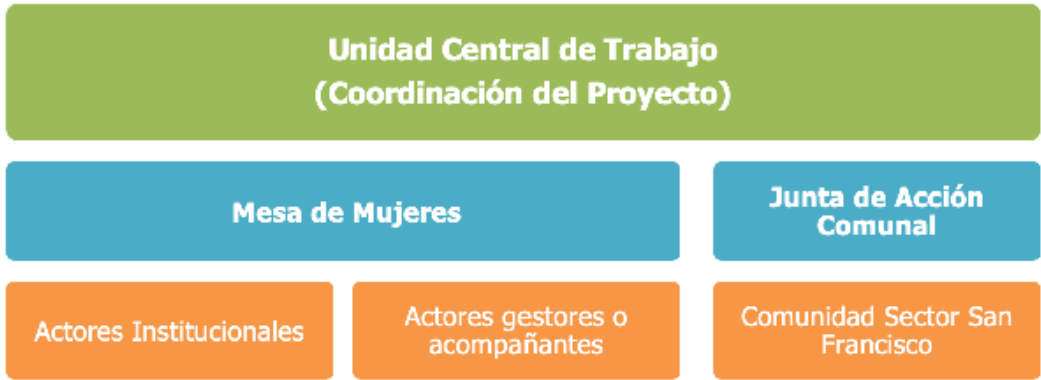 Unidad Central de Trabajo
(Coordinación del Proyecto)
Mesa de Mujeres
Junta de Acción
Comunal
Actores Institucionales
Actores gestores o
acompañantes
Comunidad Sector San
Francisco